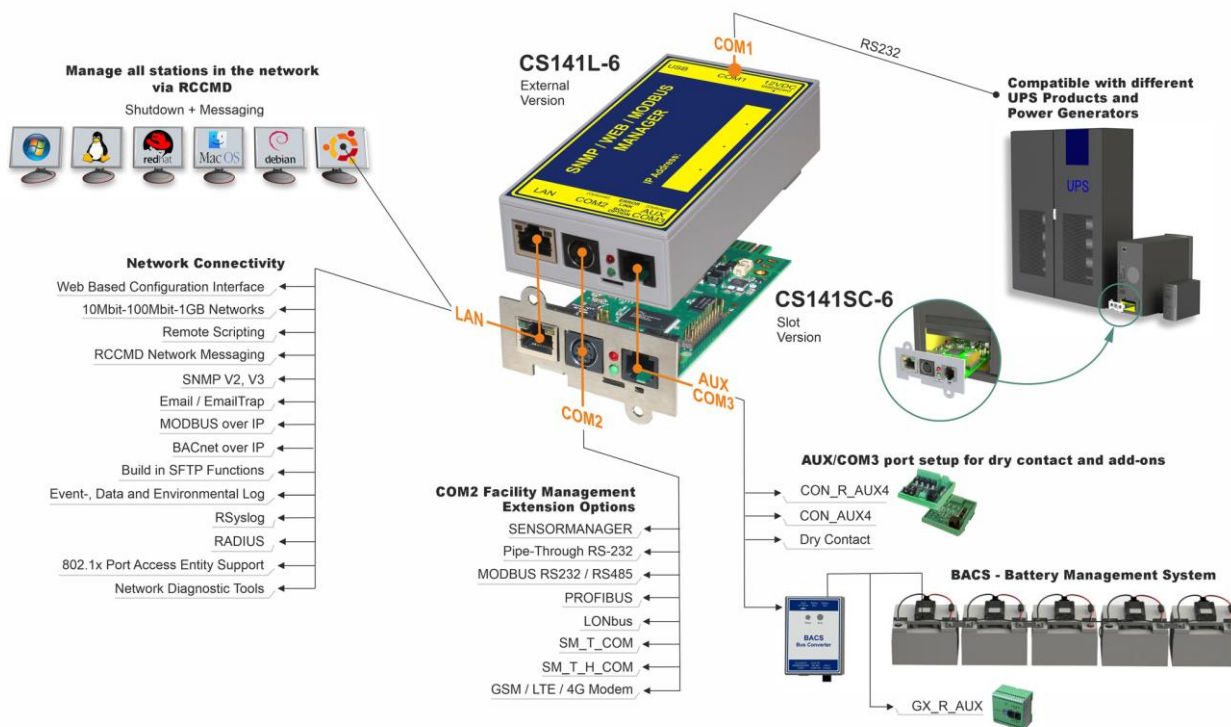 Manage all stations in the network
via RCCMD
Shutdown + Messaging
redhat
Mac OS
debian
CS141L-6
External
Version
COM1
RS232
USB
COM1
12VDC
SNMP / WEB / MODBUS
MANAGER
IP Address:
LAN
COM2
ERROR
LINK
BOOT
OPTION
AUX
COM3
Compatible with different
UPS Products and
Power Generators
UPS
Network Connectivity
Web Based Configuration Interface
10Mbit-100Mbit-1GB Networks
Remote Scripting
RCCMD Network Messaging
SNMP V2, V3
Email / EmailTrap
MODBUS over IP
BACnet over IP
Build in SFTP Functions
Event-, Data and Environmental Log
RSyslog
RADIUS
802.1x Port Access Entity Support
Network Diagnostic Tools
LAN
CS141SC-6
Slot
Version
AUX
COM3
COM2
COM2 Facility Management
Extension Options
SENSORMANAGER
Pipe-Through RS-232
MODBUS RS232 / RS485
PROFIBUS
LONbus
SM_T_COM
SM_T_H_COM
GSM / LTE / 4G Modem
AUX/COM3 port setup for dry contact and add-ons
CON_R_AUX4
CON_AUX4
Dry Contact
BACS - Battery Management System
BACS
Bus Converter
GX_R_AUX